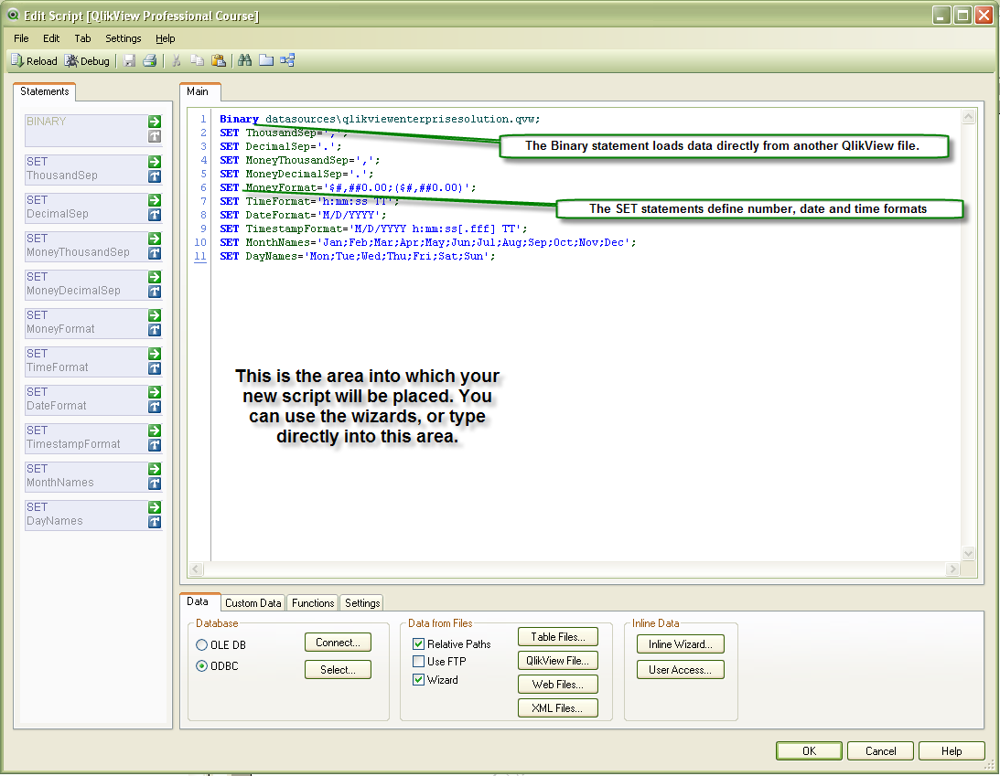 Edit Script [QlikView Professional Course]
File Edit Tab Settings Help
Reload Debug
Statements
BINARY
SET
ThousandSep
SET
DecimalSep
SET
MoneyThousandSep
SET
MoneyDecimalSep
SET
MoneyFormat
SET
TimeFormat
SET
DateFormat
SET
TimestampFormat
SET
MonthNames
SET
DayNames
Main
1 Binary datasources\qlikviewenterprisesolution.qvw;
2 SET ThousandSep=',';
3 SET DecimalSep='.';
4 SET MoneyThousandSep=',';
5 SET MoneyDecimalSep='.';
6 SET MoneyFormat='$#,##0.00;($#,##0.00)';
7 SET TimeFormat='h:mm:ss TT';
8 SET DateFormat='M/D/YYYY';
9 SET TimestampFormat='M/D/YYYY h:mm:ss[.fff] TT';
10 SET MonthNames='Jan;Feb;Mar;Apr;May;Jun;Jul;Aug;Sep;Oct;Nov;Dec';
11 SET DayNames='Mon;Tue;Wed;Thu;Fri;Sat;Sun';
The Binary statement loads data directly from another QlikView file.
The SET statements define number, date and time formats
This is the area into which your
new script will be placed. You
can use the wizards, or type
directly into this area.
Data Custom Data Functions Settings
Database
OLE DB
ODBC
Connect...
Select...
Data from Files
Relative Paths
Use FTP
Wizard
Table Files...
QlikView File...
Web Files...
XML Files...
Inline Data
Inline Wizard...
User Access...
OK Cancel Help